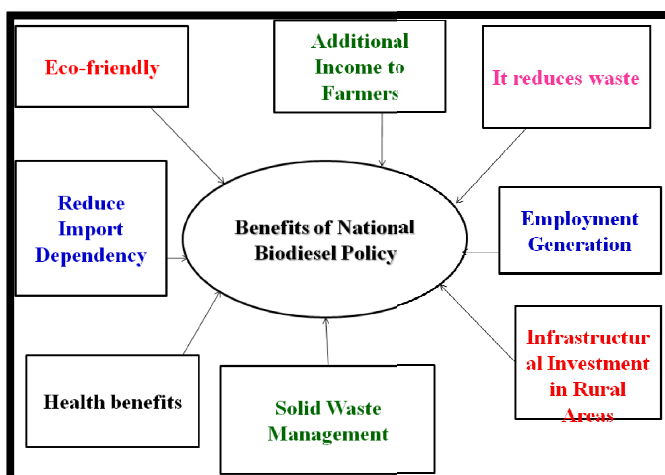 Eco-friendly
Additional
Income to
Farmers
It reduces waste
Reduce
Import
Dependency
Benefits of National
Biodiesel Policy
Employment
Generation
Health benefits
Solid Waste
Management
Infrastructur
al Investment
in Rural
Areas